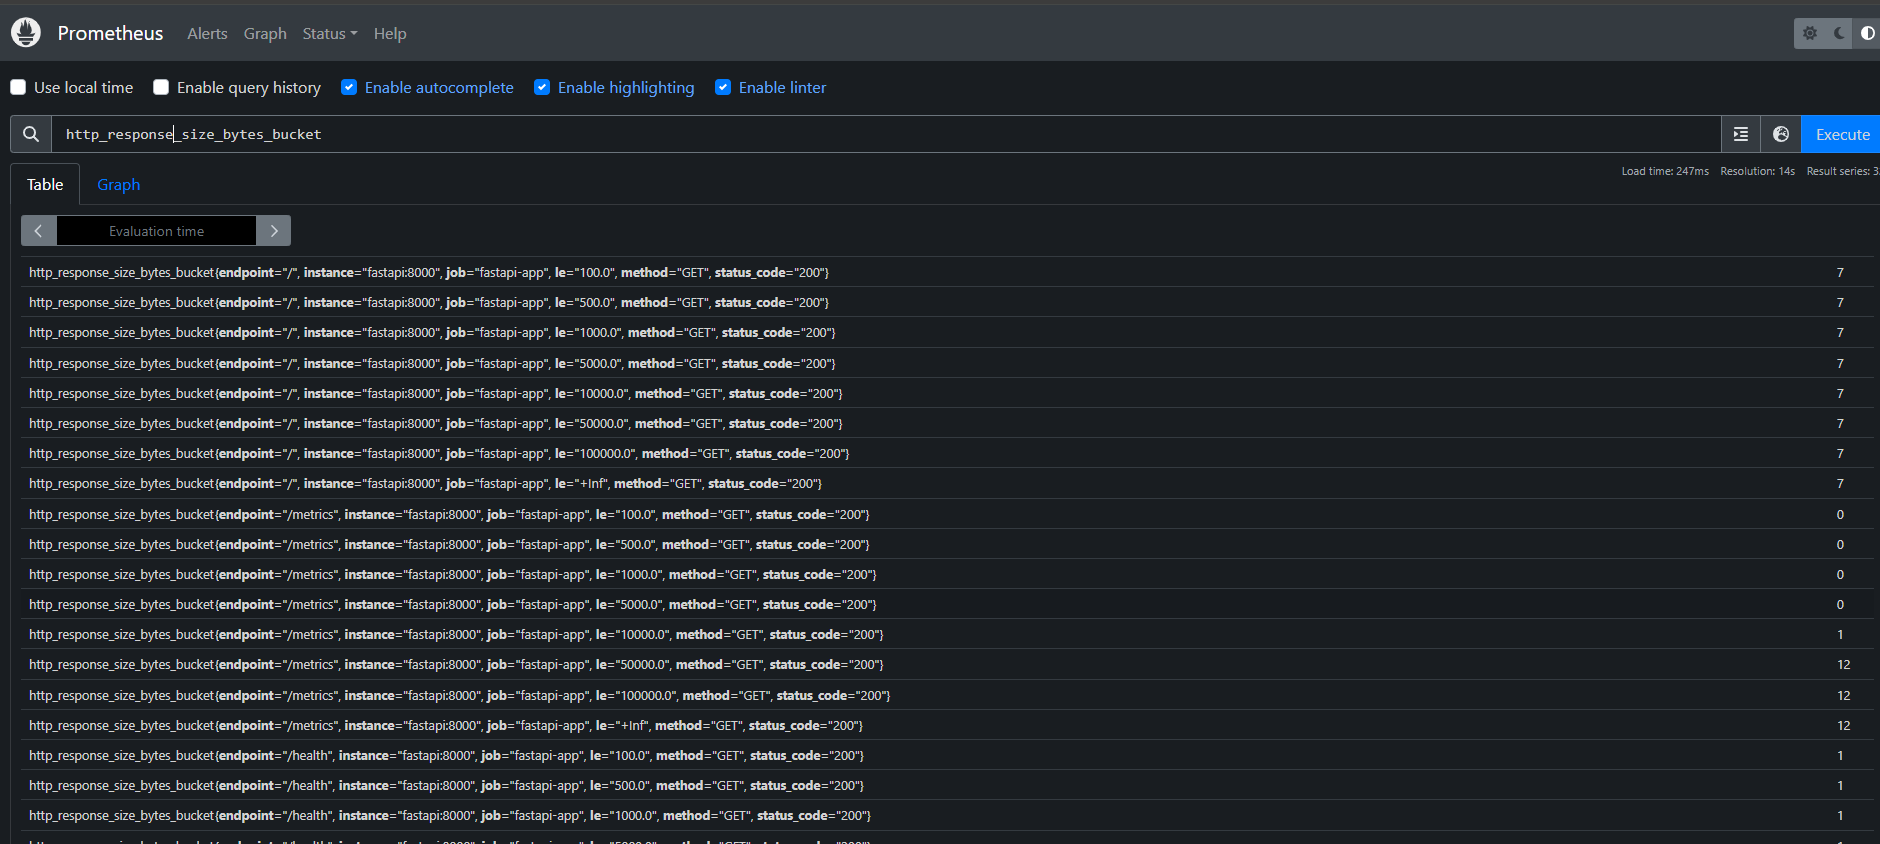 Prometheus Alerts Graph Status Help
Use local time Enable query history Enable autocomplete Enable highlighting Enable linter
http_response_size_bytes_bucket Execute
Table Graph Load time: 247ms Resolution: 14s Result series: 3
Evaluation time
http_response_size_bytes_bucket{endpoint="/", instance="fastapi:8000", job="fastapi-app", le="100.0", method="GET", status_code="200"} 7
http_response_size_bytes_bucket{endpoint="/", instance="fastapi:8000", job="fastapi-app", le="500.0", method="GET", status_code="200"} 7
http_response_size_bytes_bucket{endpoint="/", instance="fastapi:8000", job="fastapi-app", le="1000.0", method="GET", status_code="200"} 7
http_response_size_bytes_bucket{endpoint="/", instance="fastapi:8000", job="fastapi-app", le="5000.0", method="GET", status_code="200"} 7
http_response_size_bytes_bucket{endpoint="/", instance="fastapi:8000", job="fastapi-app", le="10000.0", method="GET", status_code="200"} 7
http_response_size_bytes_bucket{endpoint="/", instance="fastapi:8000", job="fastapi-app", le="50000.0", method="GET", status_code="200"} 7
http_response_size_bytes_bucket{endpoint="/", instance="fastapi:8000", job="fastapi-app", le="100000.0", method="GET", status_code="200"} 7
http_response_size_bytes_bucket{endpoint="/", instance="fastapi:8000", job="fastapi-app", le="+Inf", method="GET", status_code="200"} 7
http_response_size_bytes_bucket{endpoint="/metrics", instance="fastapi:8000", job="fastapi-app", le="100.0", method="GET", status_code="200"} 0
http_response_size_bytes_bucket{endpoint="/metrics", instance="fastapi:8000", job="fastapi-app", le="500.0", method="GET", status_code="200"} 0
http_response_size_bytes_bucket{endpoint="/metrics", instance="fastapi:8000", job="fastapi-app", le="1000.0", method="GET", status_code="200"} 0
http_response_size_bytes_bucket{endpoint="/metrics", instance="fastapi:8000", job="fastapi-app", le="5000.0", method="GET", status_code="200"} 0
http_response_size_bytes_bucket{endpoint="/metrics", instance="fastapi:8000", job="fastapi-app", le="10000.0", method="GET", status_code="200"} 1
http_response_size_bytes_bucket{endpoint="/metrics", instance="fastapi:8000", job="fastapi-app", le="50000.0", method="GET", status_code="200"} 12
http_response_size_bytes_bucket{endpoint="/metrics", instance="fastapi:8000", job="fastapi-app", le="100000.0", method="GET", status_code="200"} 12
http_response_size_bytes_bucket{endpoint="/metrics", instance="fastapi:8000", job="fastapi-app", le="+Inf", method="GET", status_code="200"} 12
http_response_size_bytes_bucket{endpoint="/health", instance="fastapi:8000", job="fastapi-app", le="100.0", method="GET", status_code="200"} 1
http_response_size_bytes_bucket{endpoint="/health", instance="fastapi:8000", job="fastapi-app", le="500.0", method="GET", status_code="200"} 1
http_response_size_bytes_bucket{endpoint="/health", instance="fastapi:8000", job="fastapi-app", le="1000.0", method="GET", status_code="200"} 1